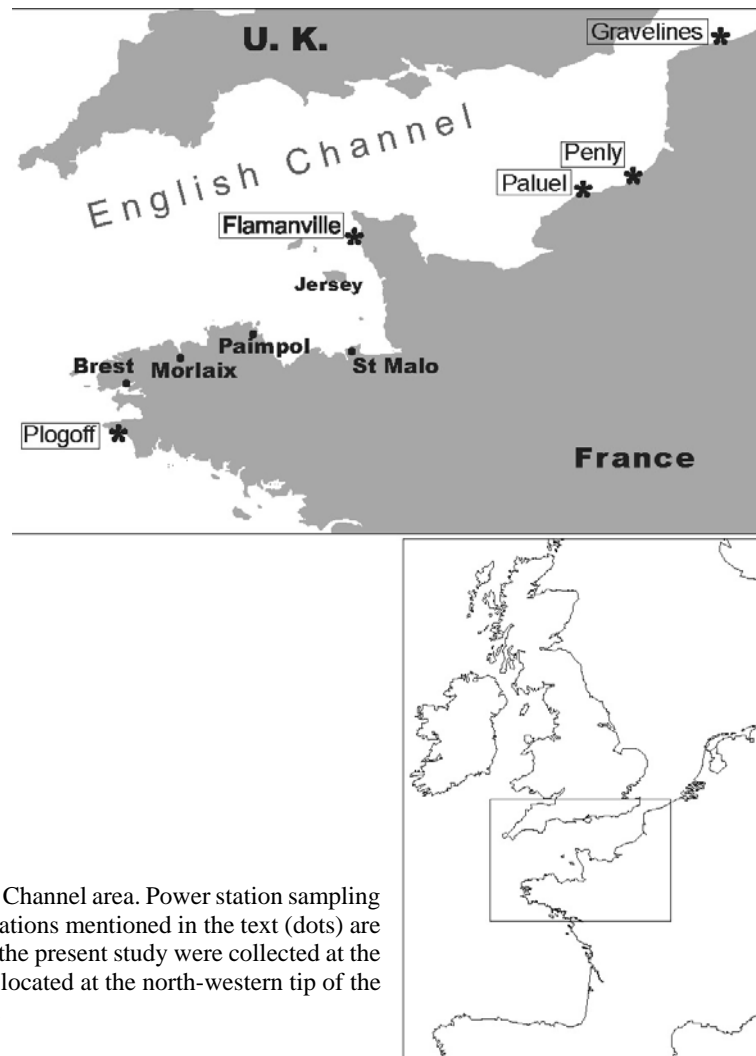 U. K.
Gravelines
English Channel
Penly
Paluel
Flamanville
Jersey
Paimpol
Brest
Morlaix
St Malo
Plogoff
France
Channel area. Power station sampling
ations mentioned in the text (dots) are
the present study were collected at the
located at the north-western tip of the